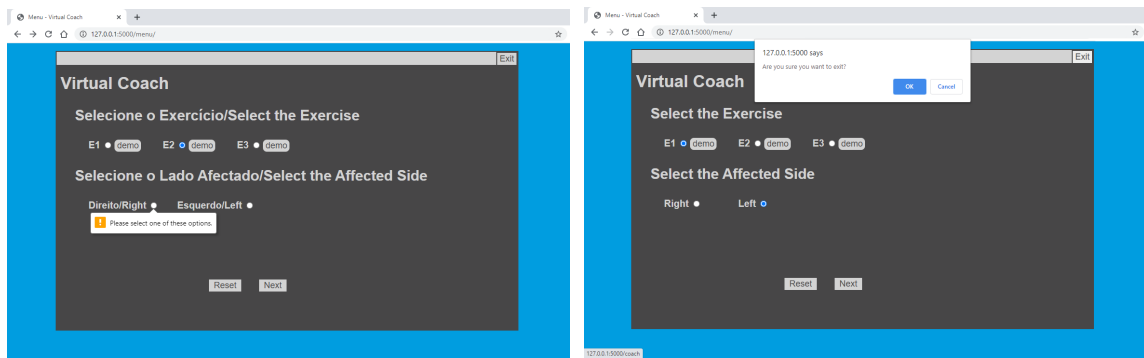 Menu - Virtual Coach
127.0.0.1:5000/menu/
Exit
Virtual Coach
Selecione o Exercício/Select the Exercise
E1 demo E2 demo E3 demo
Selecione o Lado Afectado/Select the Affected Side
Direito/Right Esquerdo/Left
Please select one of these options.
Reset Next
Menu - Virtual Coach
127.0.0.1:5000/menu/
127.0.0.1:5000 says
Are you sure you want to exit?
OK Cancel
Exit
Virtual Coach
Select the Exercise
E1 demo E2 demo E3 demo
Select the Affected Side
Right Left
Reset Next
127.0.0.1:5000/coach